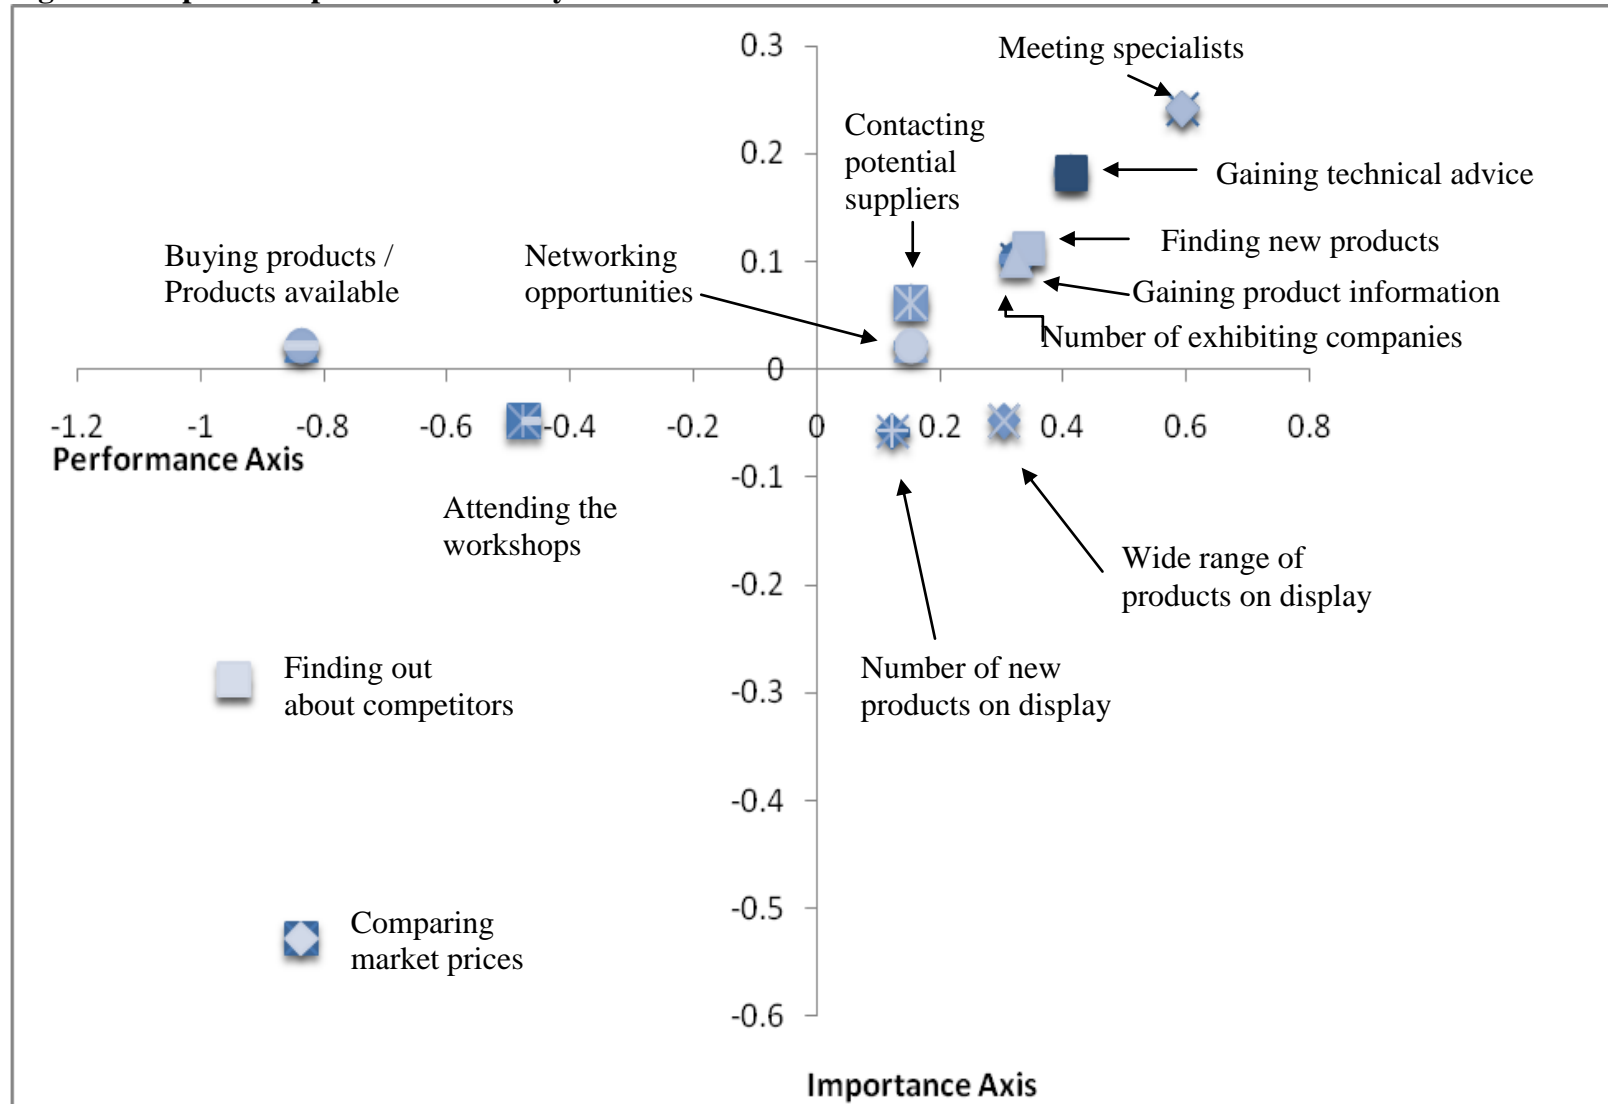 0.3
Meeting specialists
Contacting
potential
suppliers
0.2
Gaining technical advice
Buying products /
Products available
Networking
opportunities
0.1
Finding new products
Gaining product information
Number of exhibiting companies
0
-1.2 -1 -0.8 -0.6 -0.4 -0.2 0 0.2 0.4 0.6 0.8
Performance Axis
-0.1
Attending the
workshops
-0.2
Wide range of
products on display
-0.3
Finding out
about competitors
Number of new
products on display
-0.4
-0.5
Comparing
market prices
-0.6
Importance Axis